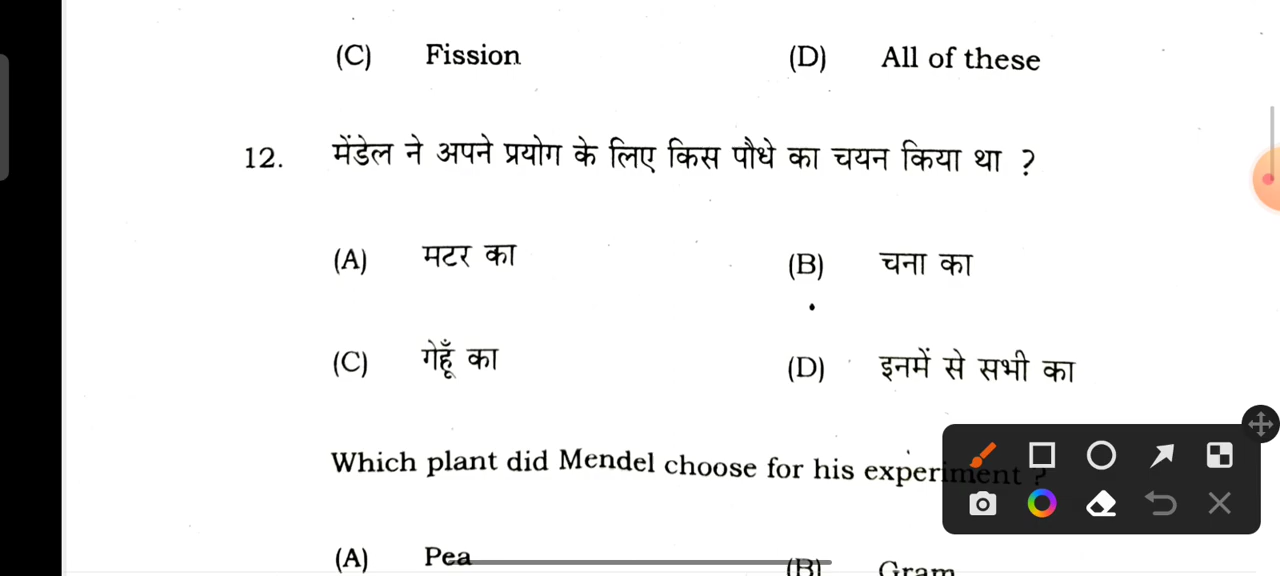 (C) Fission (D) All of these
12. मेंडेल ने अपने प्रयोग के लिए किस पौधे का चयन किया था ?
(A) मटर का (B) चना का
(C) गेहूँ का (D) इनमें से सभी का
Which plant did Mendel choose for his experiment ?
(A) Pea (B) Gram